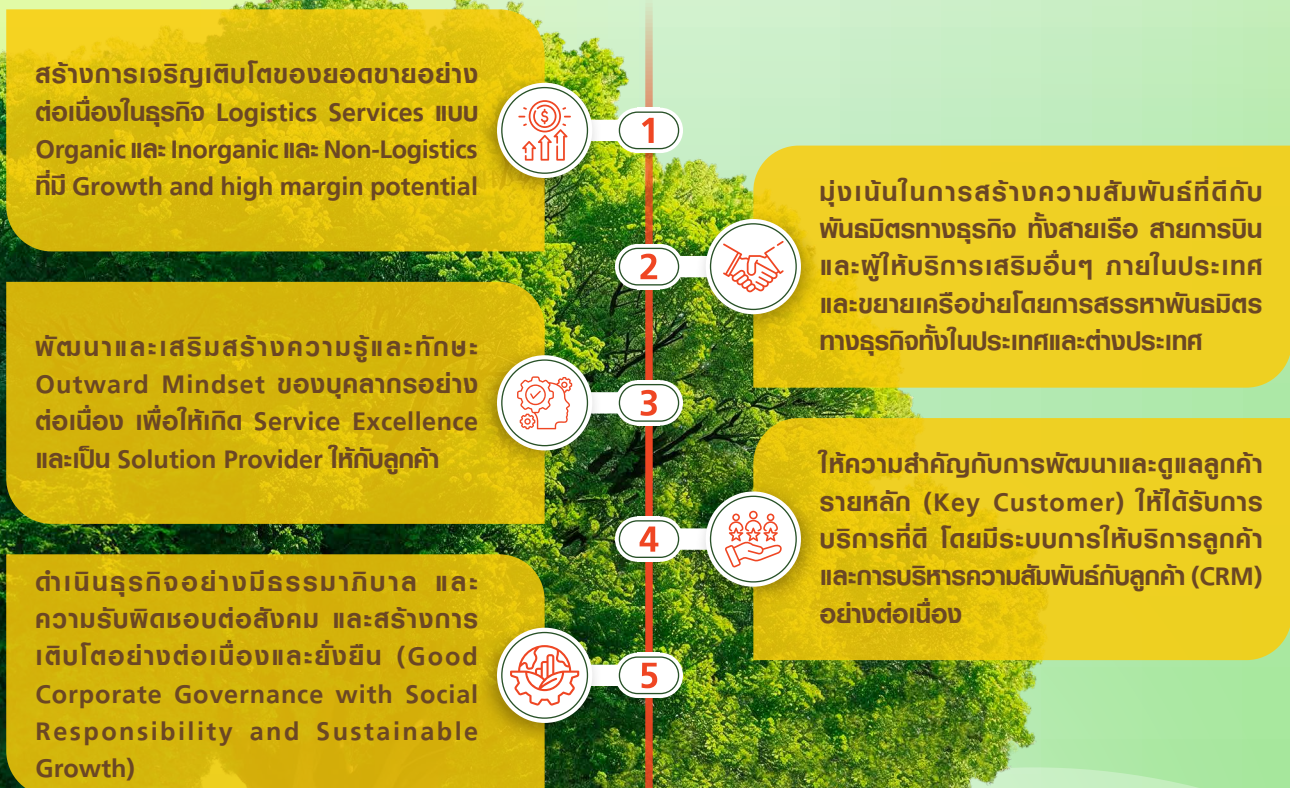 สร้างการเจริญเติบโตของยอดขายอย่าง
ต่อเนื่องในธุรกิจ Logistics Services แบบ
Organic และ Inorganic และ Non-Logistics
ที่มี Growth and high margin potential
1
มุ่งเน้นในการสร้างความสัมพันธ์ที่ดีกับ
พันธมิตรทางธุรกิจ ทั้งสายเรือ สายการบิน
และผู้ให้บริการเสริมอื่นๆ ภายในประเทศ
และขยายเครือข่ายโดยการสรรหาพันธมิตร
ทางธุรกิจทั้งในประเทศและต่างประเทศ
2
พัฒนาและเสริมสร้างความรู้และทักษะ
Outward Mindset ของบุคลากรอย่าง
ต่อเนื่อง เพื่อให้เกิด Service Excellence
และเป็น Solution Provider ให้กับลูกค้า
3
ให้ความสำคัญกับการพัฒนาและดูแลลูกค้า
รายหลัก (Key Customer) ให้ได้รับการ
บริการที่ดี โดยมีระบบการให้บริการลูกค้า
และการบริหารความสัมพันธ์กับลูกค้า (CRM)
อย่างต่อเนื่อง
4
ดำเนินธุรกิจอย่างมีธรรมาภิบาล และ
ความรับผิดชอบต่อสังคม และสร้างการ
เติบโตอย่างต่อเนื่องและยั่งยืน (Good
Corporate Governance with Social
Responsibility and Sustainable
Growth)
5